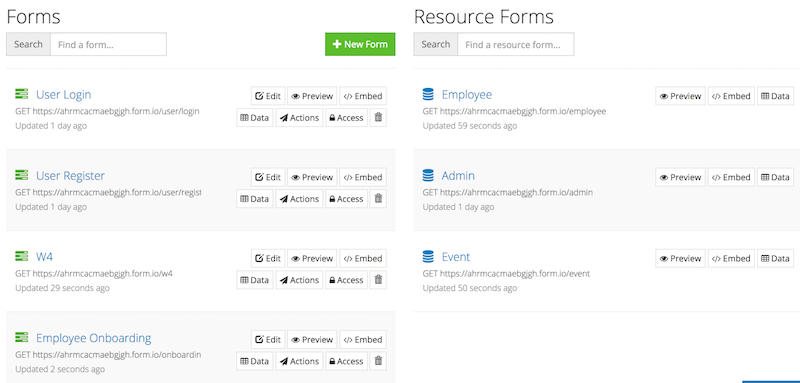 Forms
Search Find a form...
+ New Form
User Login
Edit Preview </> Embed
GET https://ahrmcacmaebgjgh.form.io/user/login
Data Actions Access
Updated 1 day ago
User Register
Edit Preview </> Embed
GET https://ahrmcacmaebgjgh.form.io/user/regist
Data Actions Access
Updated 1 day ago
W4
Edit Preview </> Embed
GET https://ahrmcacmaebgjgh.form.io/w4
Data Actions Access
Updated 29 seconds ago
Employee Onboarding
Edit Preview </> Embed
GET https://ahrmcacmaebgjgh.form.io/onboardin
Data Actions Access
Updated 2 seconds ago
Resource Forms
Search Find a resource form...
Employee
Preview </> Embed Data
GET https://ahrmcacmaebgjgh.form.io/employee
Updated 59 seconds ago
Admin
Preview </> Embed Data
GET https://ahrmcacmaebgjgh.form.io/admin
Updated 1 day ago
Event
Preview </> Embed Data
GET https://ahrmcacmaebgjgh.form.io/event
Updated 50 seconds ago